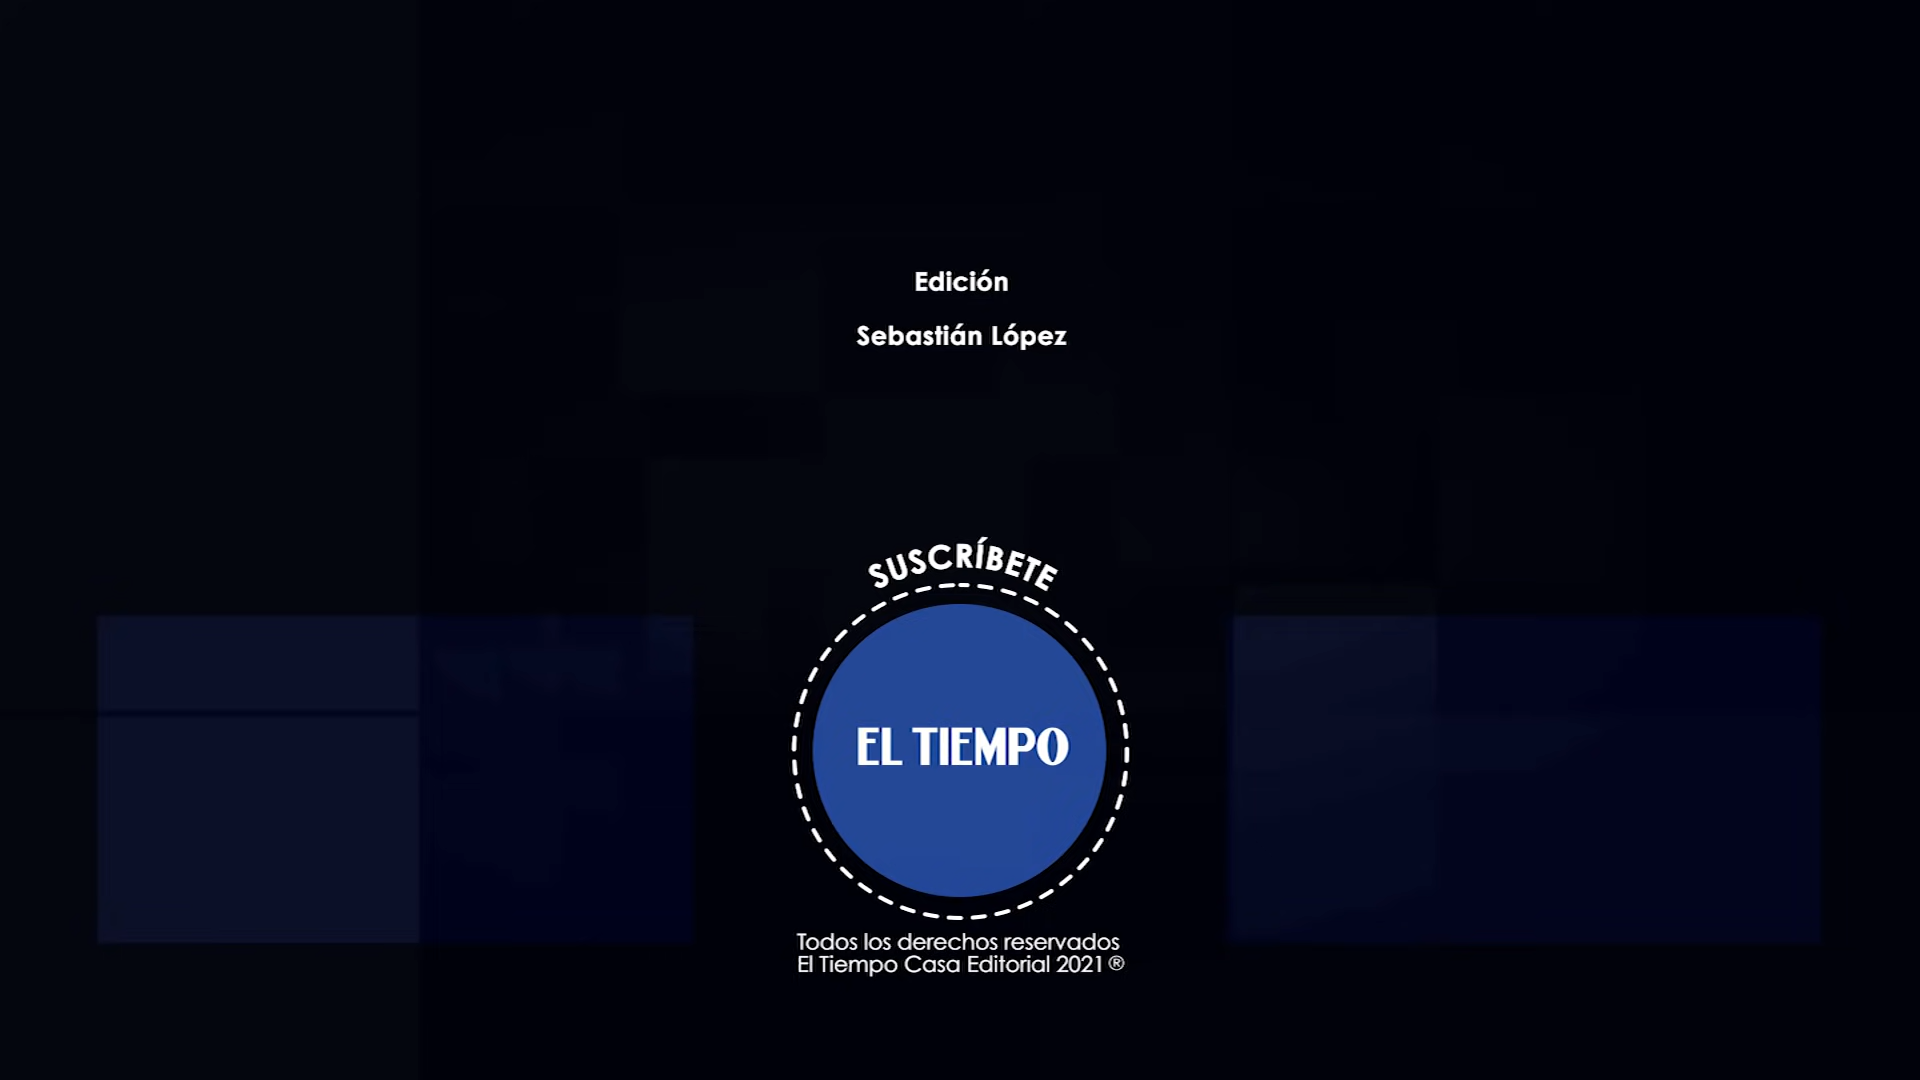 Edición
Sebastián López
SUSCRÍBETE
EL TIEMPO
Todos los derechos reservados
El Tiempo Casa Editorial 2021 ®